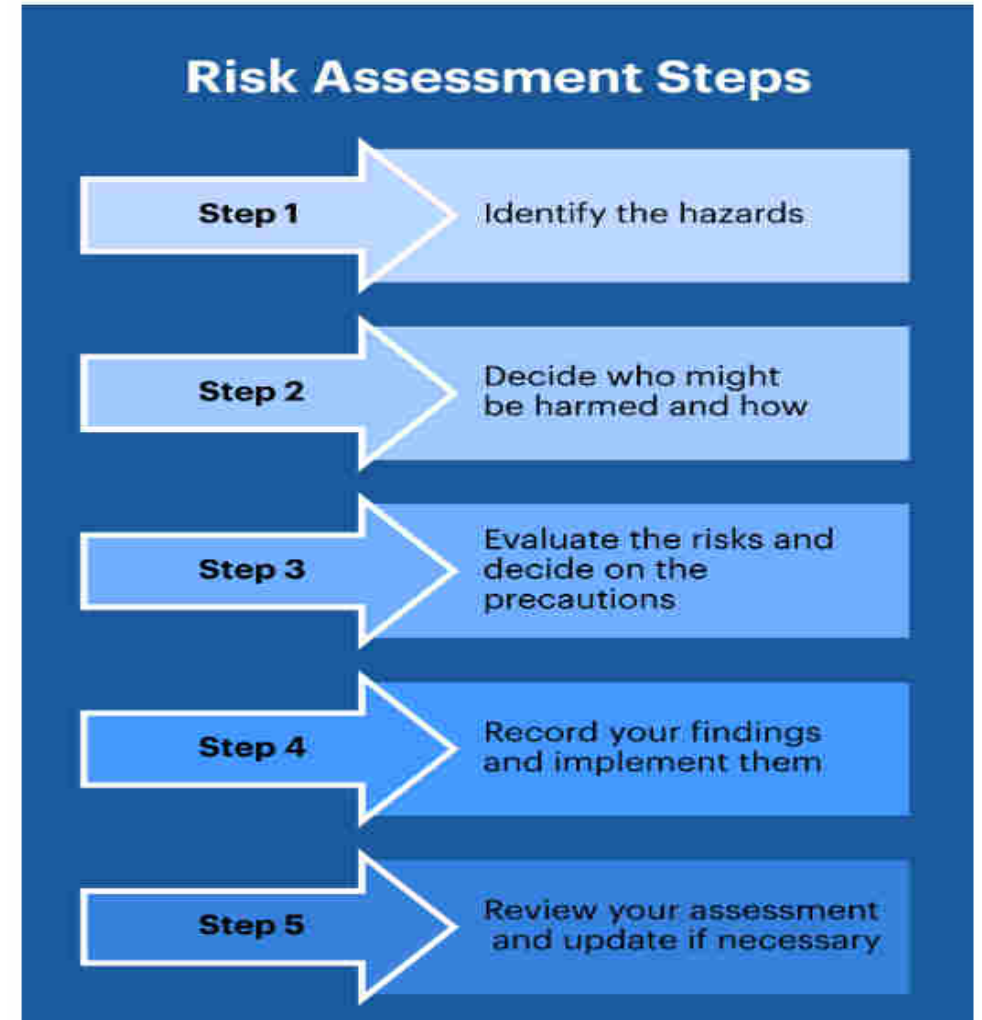 Risk Assessment Steps
Step 1
Identify the hazards
Step 2
Decide who might
be harmed and how
Step 3
Evaluate the risks and
decide on the
precautions
Step 4
Record your findings
and implement them
Step 5
Review your assessment
and update if necessary